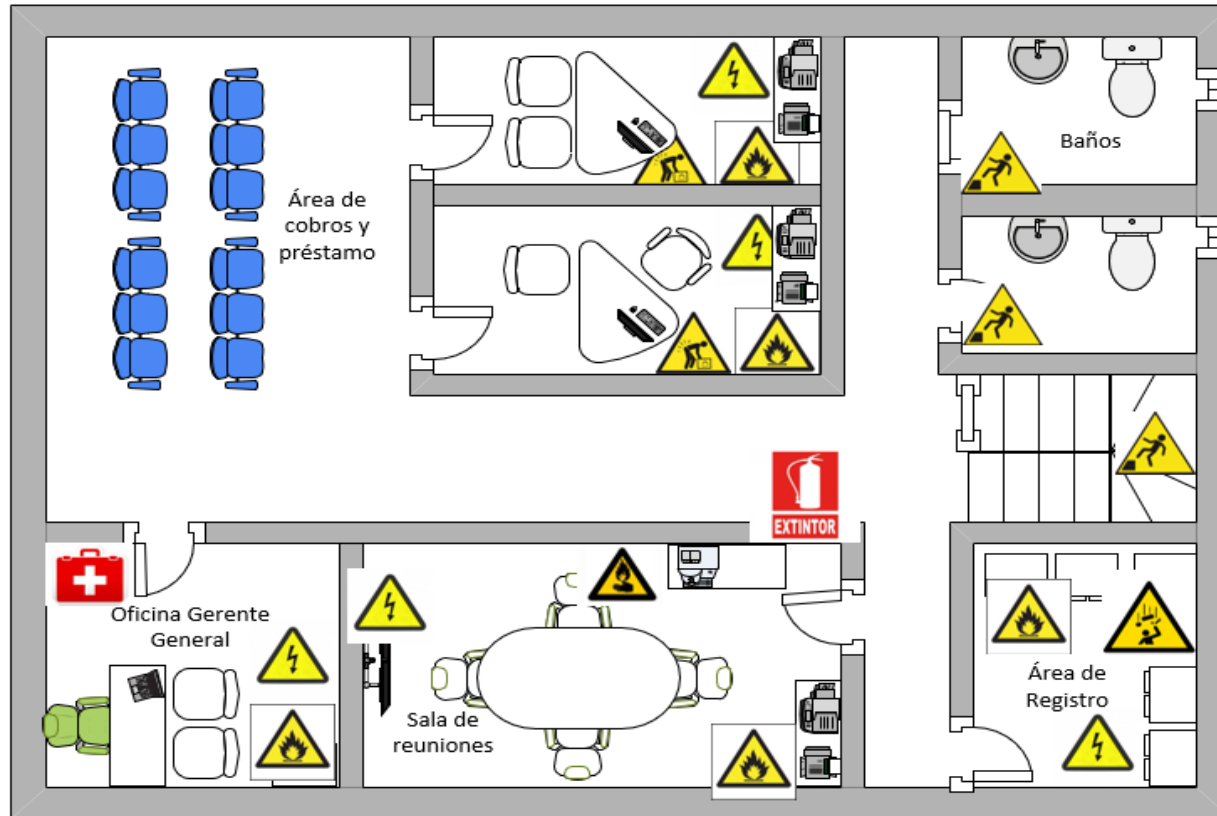 Baños
Área de
cobros y
préstamo
EXTINTOR
Oficina Gerente
General
Sala de
reuniones
Área de
Registro